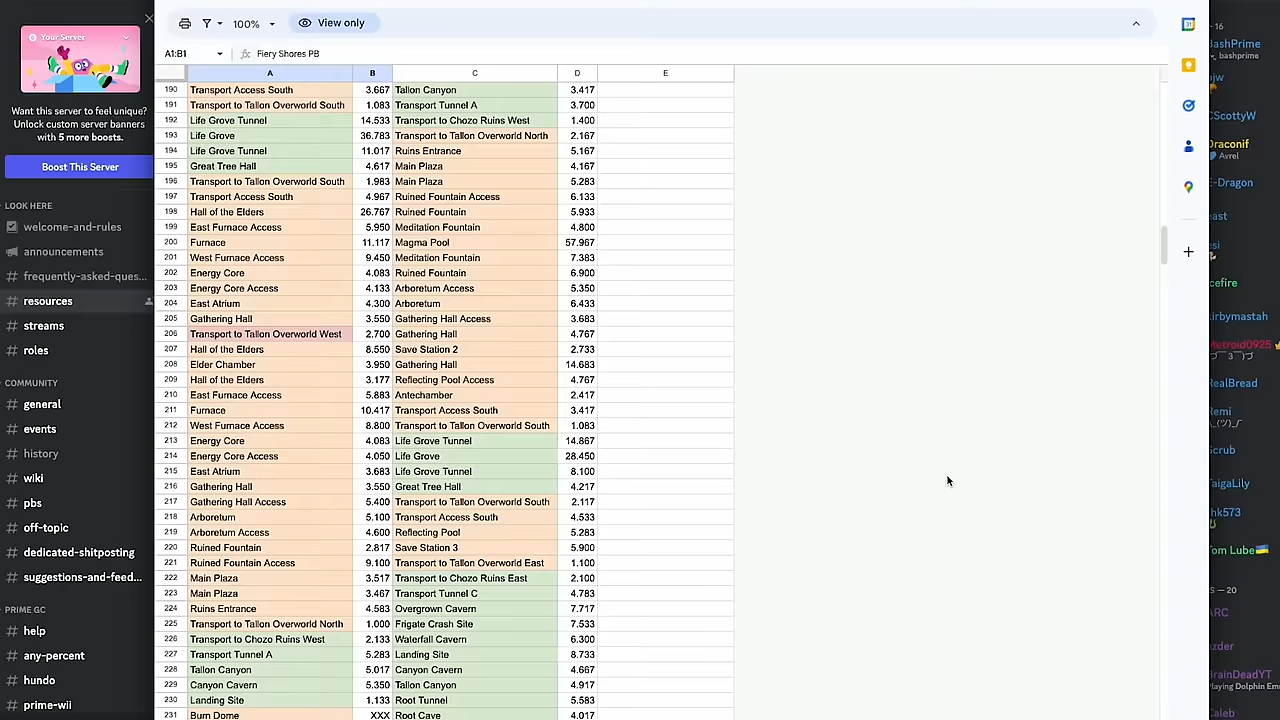 Your Server
Want this server to feel unique?
Unlock custom server banners
with 5 more boosts.
Boost This Server
LOOK HERE
welcome-and-rules
announcements
# frequently-asked-ques...
# resources
# streams
# roles
COMMUNITY
# general
# events
# history
# wiki
# pbs
# off-topic
# dedicated-shitposting
# suggestions-and-feed...
PRIME GC
# help
# any-percent
# hundo
# prime-wii
100%
View only
A1:B1
fx Fiery Shores PB
A B C D E
190 Transport Access South 3.667 Tallon Canyon 3.417
191 Transport to Tallon Overworld South 1.083 Transport Tunnel A 3.700
192 Life Grove Tunnel 14.533 Transport to Chozo Ruins West 1.400
193 Life Grove 36.783 Transport to Tallon Overworld North 2.167
194 Life Grove Tunnel 11.017 Ruins Entrance 5.167
195 Great Tree Hall 4.617 Main Plaza 4.167
196 Transport to Tallon Overworld South 1.983 Main Plaza 5.283
197 Transport Access South 4.967 Ruined Fountain Access 6.133
198 Hall of the Elders 26.767 Ruined Fountain 5.933
199 East Furnace Access 5.950 Meditation Fountain 4.800
200 Furnace 11.117 Magma Pool 57.967
201 West Furnace Access 9.450 Meditation Fountain 7.383
202 Energy Core 4.083 Ruined Fountain 6.900
203 Energy Core Access 4.133 Arboretum Access 5.350
204 East Atrium 4.300 Arboretum 6.433
205 Gathering Hall 3.550 Gathering Hall Access 3.683
206 Transport to Tallon Overworld West 2.700 Gathering Hall 4.767
207 Hall of the Elders 8.550 Save Station 2 2.733
208 Elder Chamber 3.950 Gathering Hall 14.683
209 Hall of the Elders 3.177 Reflecting Pool Access 4.767
210 East Furnace Access 5.883 Antechamber 2.417
211 Furnace 10.417 Transport Access South 3.417
212 West Furnace Access 8.800 Transport to Tallon Overworld South 1.083
213 Energy Core 4.083 Life Grove Tunnel 14.867
214 Energy Core Access 4.050 Life Grove 28.450
215 East Atrium 3.683 Life Grove Tunnel 8.100
216 Gathering Hall 3.550 Great Tree Hall 4.217
217 Gathering Hall Access 5.400 Transport to Tallon Overworld South 2.117
218 Arboretum 5.100 Transport Access South 4.533
219 Arboretum Access 4.600 Reflecting Pool 5.283
220 Ruined Fountain 2.817 Save Station 3 5.900
221 Ruined Fountain Access 9.100 Transport to Tallon Overworld East 1.100
222 Main Plaza 3.517 Transport to Chozo Ruins East 2.100
223 Main Plaza 3.467 Transport Tunnel C 4.783
224 Ruins Entrance 4.583 Overgrown Cavern 7.717
225 Transport to Tallon Overworld North 1.000 Frigate Crash Site 7.533
226 Transport to Chozo Ruins West 2.133 Waterfall Cavern 6.300
227 Transport Tunnel A 5.283 Landing Site 8.733
228 Tallon Canyon 5.017 Canyon Cavern 4.667
229 Canyon Cavern 5.350 Tallon Canyon 4.917
230 Landing Site 1.133 Root Tunnel 5.583
231 Burn Dome XXX Root Cave 4.017
31
- 16
BashPrime
bashprime
CScottyW
Draconif
Avrel
E-Dragon
kirbymastah
Metroid0925
RealBread
Remi
Scrub
TaigaLily
Tom Lube
S — 20
ARC
BrainDeadYT
Playing Dolphin Em